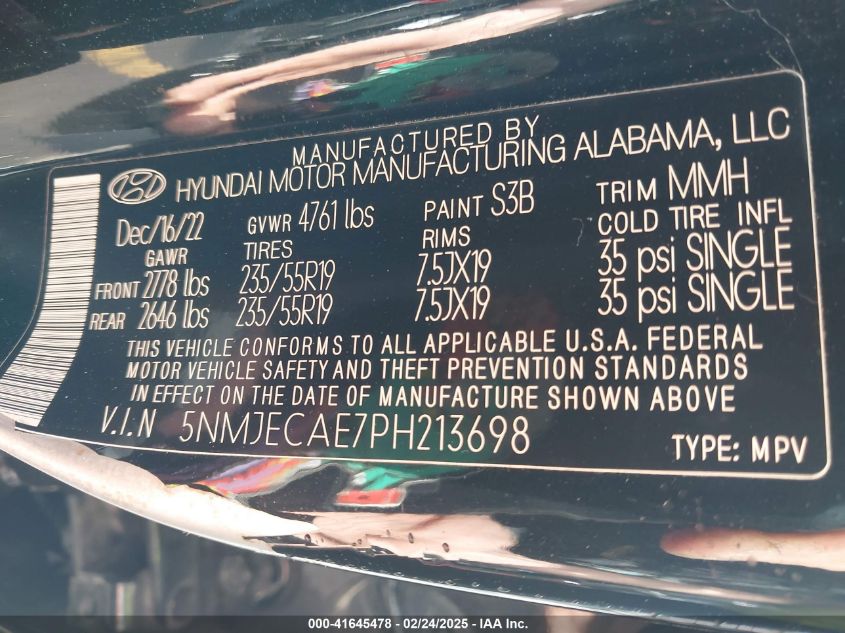 MANUFACTURED BY
HYUNDAI MOTOR MANUFACTURING ALABAMA, LLC
Dec/16/22 GVWR 4761 lbs PAINT S3B TRIM MMH
GAWR TIRES RIMS COLD TIRE INFL
FRONT 2778 lbs 235/55R19 7.5JX19 35 psi SINGLE
REAR 2646 lbs 235/55R19 7.5JX19 35 psi SINGLE
THIS VEHICLE CONFORMS TO ALL APPLICABLE U.S.A. FEDERAL
MOTOR VEHICLE SAFETY AND THEFT PREVENTION STANDARDS
IN EFFECT ON THE DATE OF MANUFACTURE SHOWN ABOVE
V.I.N 5NMJECAE7PH213698 TYPE: MPV
000-41645478 - 02/24/2025 - IAA Inc.